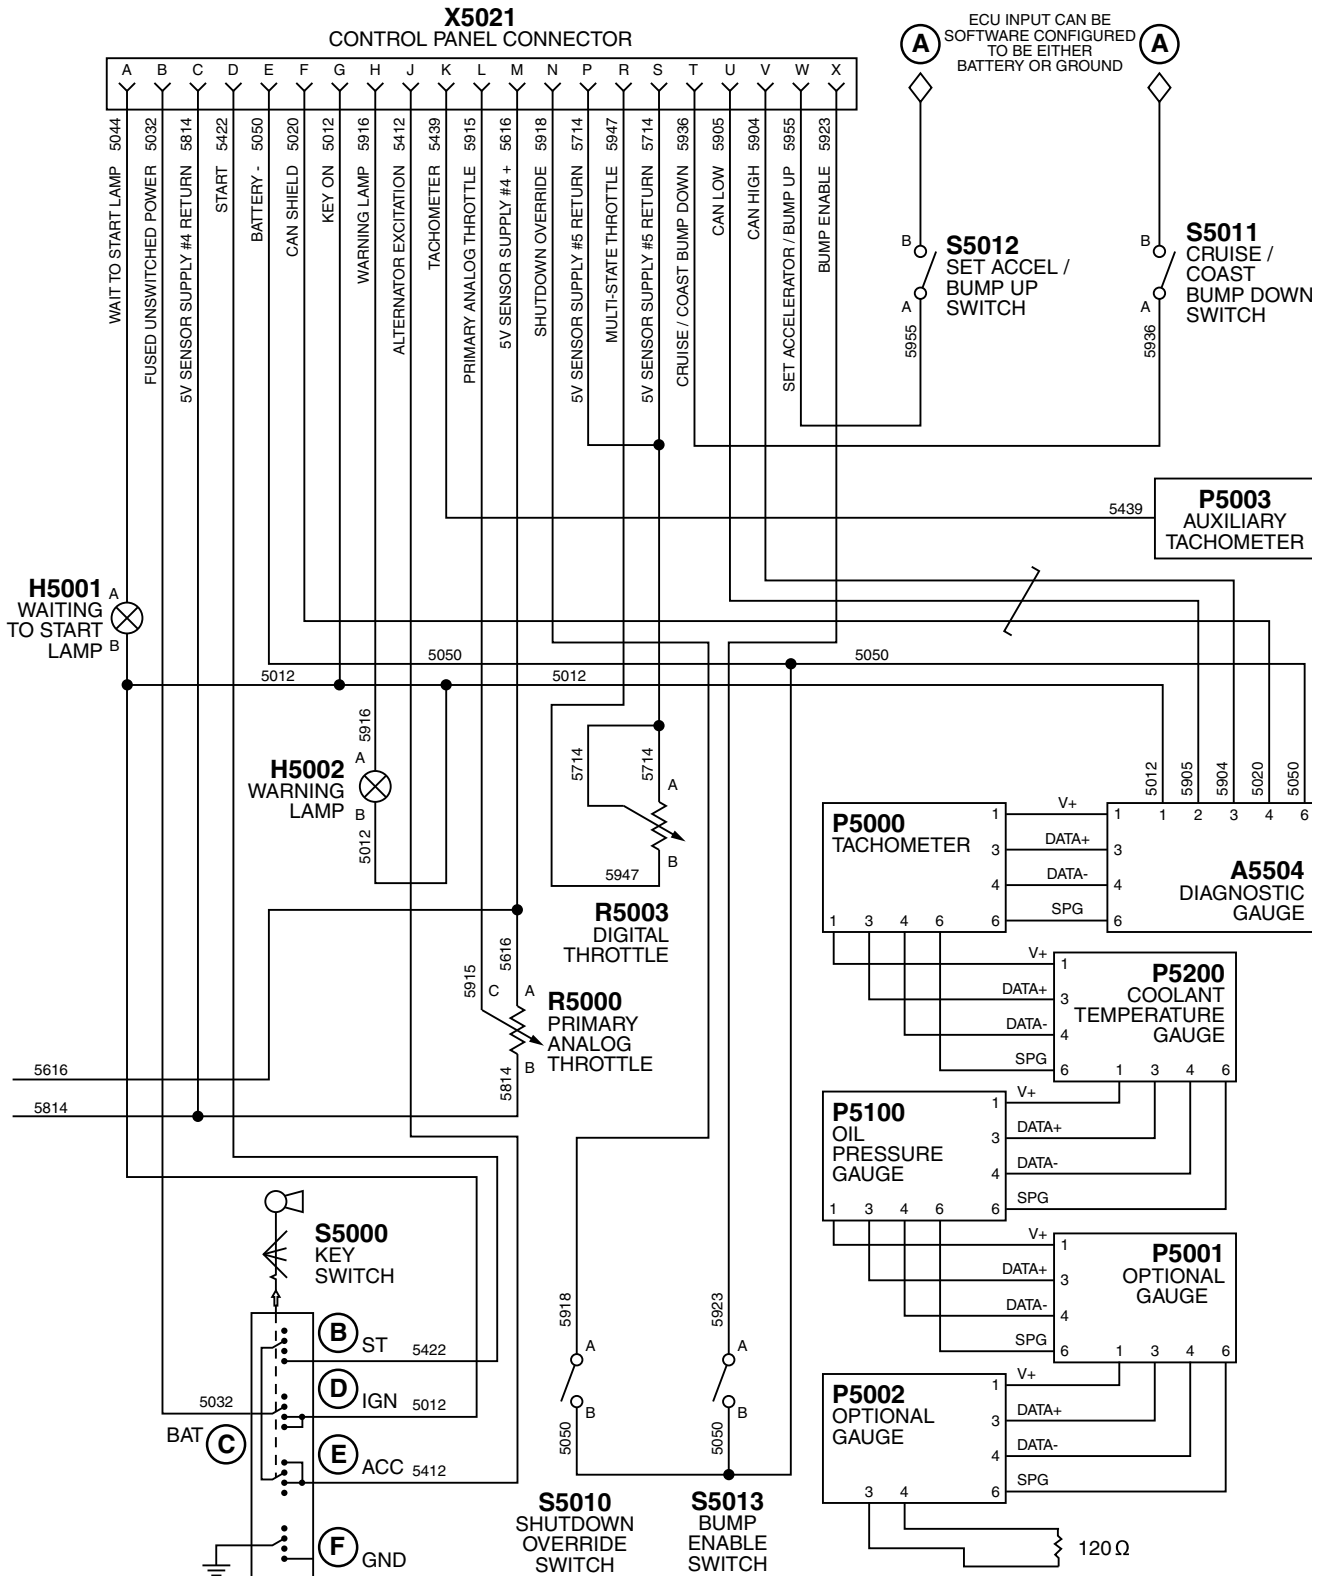 X5021
CONTROL PANEL CONNECTOR
A B C D E F G H J K L M N P R S T U V W X
WAIT TO START LAMP 5044
FUSED UNSWITCHED POWER 5032
5V SENSOR SUPPLY #4 RETURN 5814
START 5422
BATTERY - 5050
CAN SHIELD 5020
KEY ON 5012
WARNING LAMP 5916
ALTERNATOR EXCITATION 5412
TACHOMETER 5439
PRIMARY ANALOG THROTTLE 5915
5V SENSOR SUPPLY #4 + 5616
SHUTDOWN OVERRIDE 5918
5V SENSOR SUPPLY #5 RETURN 5714
MULTI-STATE THROTTLE 5947
5V SENSOR SUPPLY #5 RETURN 5714
CRUISE / COAST BUMP DOWN 5936
CAN LOW 5905
CAN HIGH 5904
SET ACCELERATOR / BUMP UP 5955
BUMP ENABLE 5923
A
ECU INPUT CAN BE
SOFTWARE CONFIGURED
TO BE EITHER
BATTERY OR GROUND
A
B
S5012
SET ACCEL /
BUMP UP
SWITCH
A
5955
B
S5011
CRUISE /
COAST
BUMP DOWN
SWITCH
A
5936
5439
P5003
AUXILIARY
TACHOMETER
H5001
WAITING
TO START
LAMP
A
B
5050
5050
5012
5012
5916
H5002
WARNING
LAMP
A
B
5012
5714
5714
A
B
5947
R5003
DIGITAL
THROTTLE
5012
5905
5904
5020
5050
P5000
TACHOMETER
1
3
4
6
1 3 4 6
V+
DATA+
DATA-
SPG
1 1 2 3 4 6
3
4
6
A5504
DIAGNOSTIC
GAUGE
5915
5616
C A
R5000
PRIMARY
ANALOG
THROTTLE
B
5814
5616
5814
V+
DATA+
DATA-
SPG
1
3
4
6
P5200
COOLANT
TEMPERATURE
GAUGE
1 3 4 6
P5100
OIL
PRESSURE
GAUGE
1
3
4
6
1 3 4 6
V+
DATA+
DATA-
SPG
V+
DATA+
DATA-
SPG
1
3
4
6
P5001
OPTIONAL
GAUGE
1 3 4 6
P5002
OPTIONAL
GAUGE
1
3
4
6
3 4
V+
DATA+
DATA-
SPG
120 Ω
S5000
KEY
SWITCH
B ST 5422
D IGN 5012
5032
BAT C
E ACC 5412
F GND
5918
A
B
5050
S5010
SHUTDOWN
OVERRIDE
SWITCH
5923
A
B
5050
S5013
BUMP
ENABLE
SWITCH